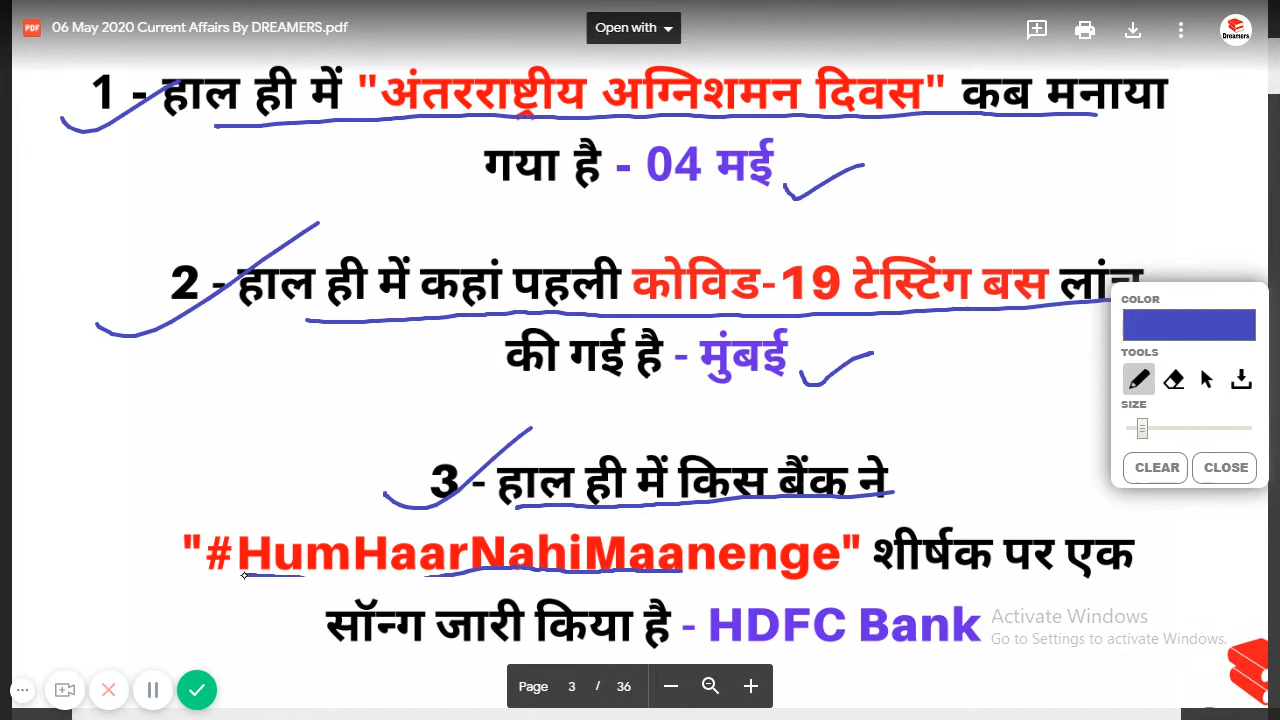 06 May 2020 Current Affairs By DREAMERS.pdf
Open with
Dreamers
1 - हाल ही में "अंतरराष्ट्रीय अग्निशमन दिवस" कब मनाया
गया है - 04 मई
2 - हाल ही में कहां पहली कोविड-19 टेस्टिंग बस लांच
की गई है - मुंबई
COLOR
TOOLS
SIZE
CLEAR CLOSE
3 - हाल ही में किस बैंक ने
"#HumHaarNahiMaanenge" शीर्षक पर एक
सॉन्ग जारी किया है - HDFC Bank
Activate Windows
Go to Settings to activate Windows.
Page 3 / 36